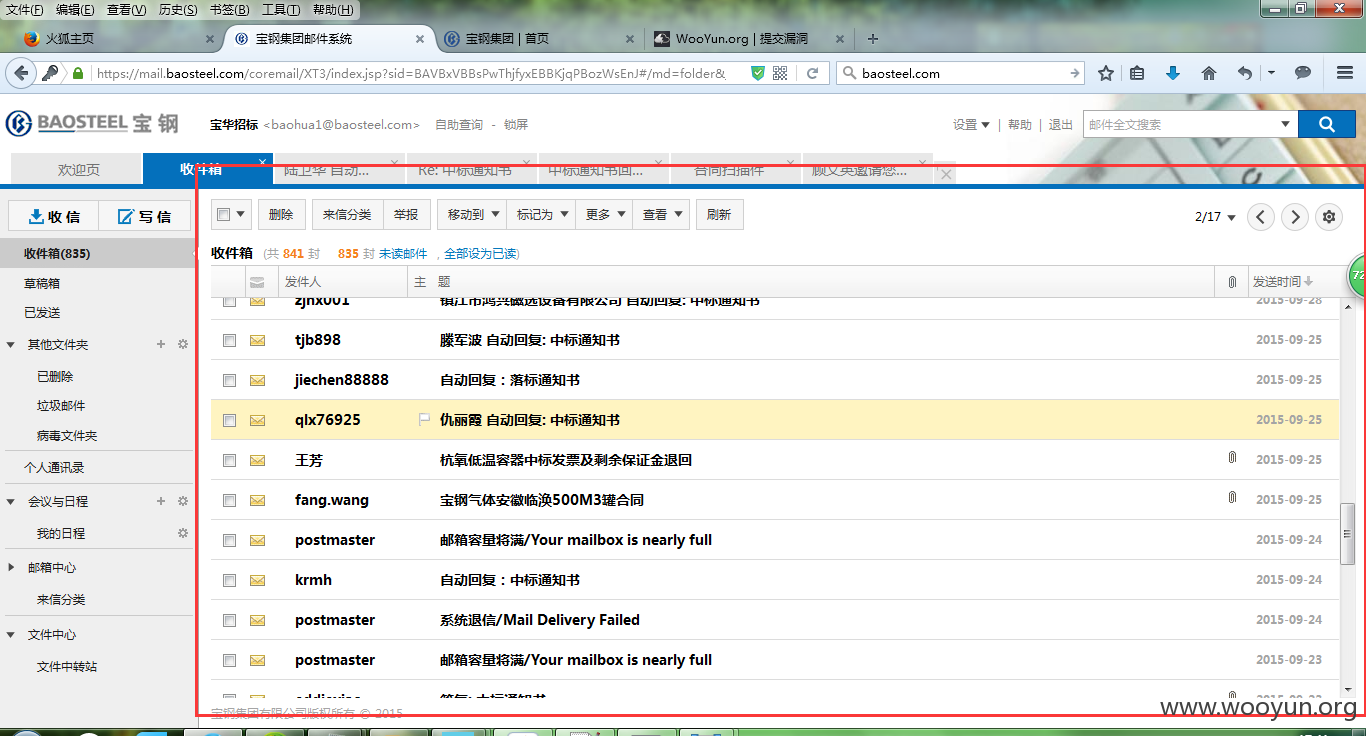 文件(F) 编辑(E) 查看(V) 历史(S) 书签(B) 工具(T) 帮助(H)
火狐主页 × 宝钢集团邮件系统 × 宝钢集团 | 首页 × WooYun.org | 提交漏洞 × +
https://mail.baosteel.com/coremail/XT3/index.jsp?sid=BAVBxVBBsPwThjfyxEBBKjqPBozWsEnJ#/md=folder& baosteel.com
BAOSTEEL 宝钢 宝华招标 <baohua1@baosteel.com> 自助查询 - 锁屏 设置 | 帮助 | 退出 邮件全文搜索
欢迎页 收件箱 陆卫华 自动... Re: 中标通知书 中标通知书回... 合同扫描件 顾文英邀请您...
收信 写信 删除 来信分类 举报 移动到 标记为 更多 查看 刷新 2/17
收件箱(835) 收件箱 (共 841 封 835 封 未读邮件 , 全部设为已读)
草稿箱 发件人 主 题 发送时间
已发送 zjhx001 镇江市鸿兴磁选设备有限公司 自动回复: 中标通知书 2015-09-28
其他文件夹 tjb898 滕军波 自动回复: 中标通知书 2015-09-25
已删除 jiechen88888 自动回复：落标通知书 2015-09-25
垃圾邮件 qlx76925 仇丽霞 自动回复: 中标通知书 2015-09-25
病毒文件夹
个人通讯录 王芳 杭氧低温容器中标发票及剩余保证金退回 2015-09-25
会议与日程 fang.wang 宝钢气体安徽临涣500M3罐合同 2015-09-25
我的日程 postmaster 邮箱容量将满/Your mailbox is nearly full 2015-09-24
邮箱中心 krmh 自动回复：中标通知书 2015-09-24
来信分类 postmaster 系统退信/Mail Delivery Failed 2015-09-24
文件中心
文件中转站 postmaster 邮箱容量将满/Your mailbox is nearly full 2015-09-23
宝钢集团有限公司版权所有 © 2015
www.wooyun.org
72